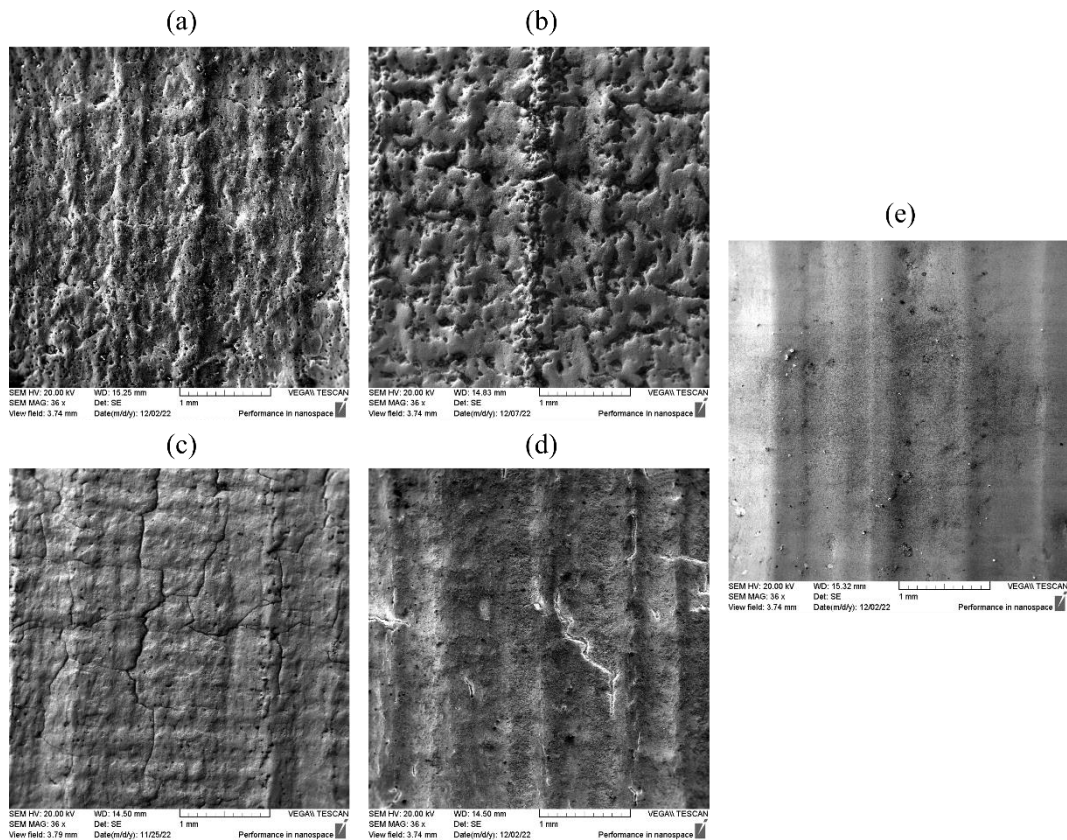 (a)
SEM HV: 20.00 kV WD: 15.25 mm VEGA\\ TESCAN
SEM MAG: 36 x Det: SE 1 mm
View field: 3.74 mm Date(m/d/y): 12/02/22 Performance in nanospace
(b)
SEM HV: 20.00 kV WD: 14.83 mm VEGA\\ TESCAN
SEM MAG: 36 x Det: SE 1 mm
View field: 3.74 mm Date(m/d/y): 12/07/22 Performance in nanospace
(c)
SEM HV: 20.00 kV WD: 14.50 mm VEGA\\ TESCAN
SEM MAG: 36 x Det: SE 1 mm
View field: 3.79 mm Date(m/d/y): 11/25/22 Performance in nanospace
(d)
SEM HV: 20.00 kV WD: 14.50 mm VEGA\\ TESCAN
SEM MAG: 36 x Det: SE 1 mm
View field: 3.74 mm Date(m/d/y): 12/02/22 Performance in nanospace
(e)
SEM HV: 20.00 kV WD: 15.32 mm VEGA\\ TESCAN
SEM MAG: 36 x Det: SE 1 mm
View field: 3.74 mm Date(m/d/y): 12/02/22 Performance in nanospace